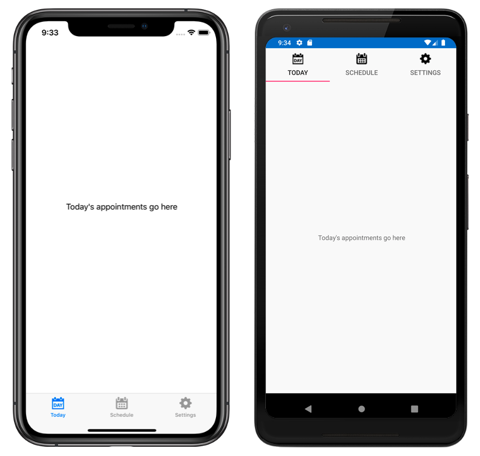 9:33
Today's appointments go here
DAY
Today
Schedule
Settings
9:34
DAY
TODAY
SCHEDULE
SETTINGS
Today's appointments go here